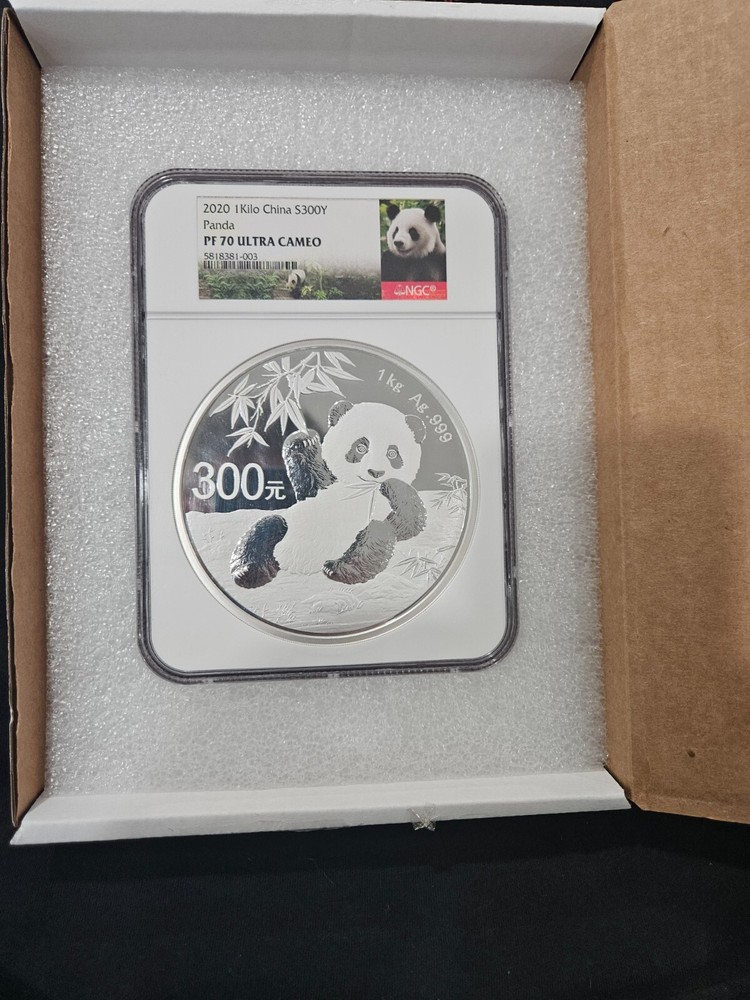 2020 1Kilo China S300Y
Panda
PF 70 ULTRA CAMEO
5818381-003
NGC
1kg Ag.999
300元